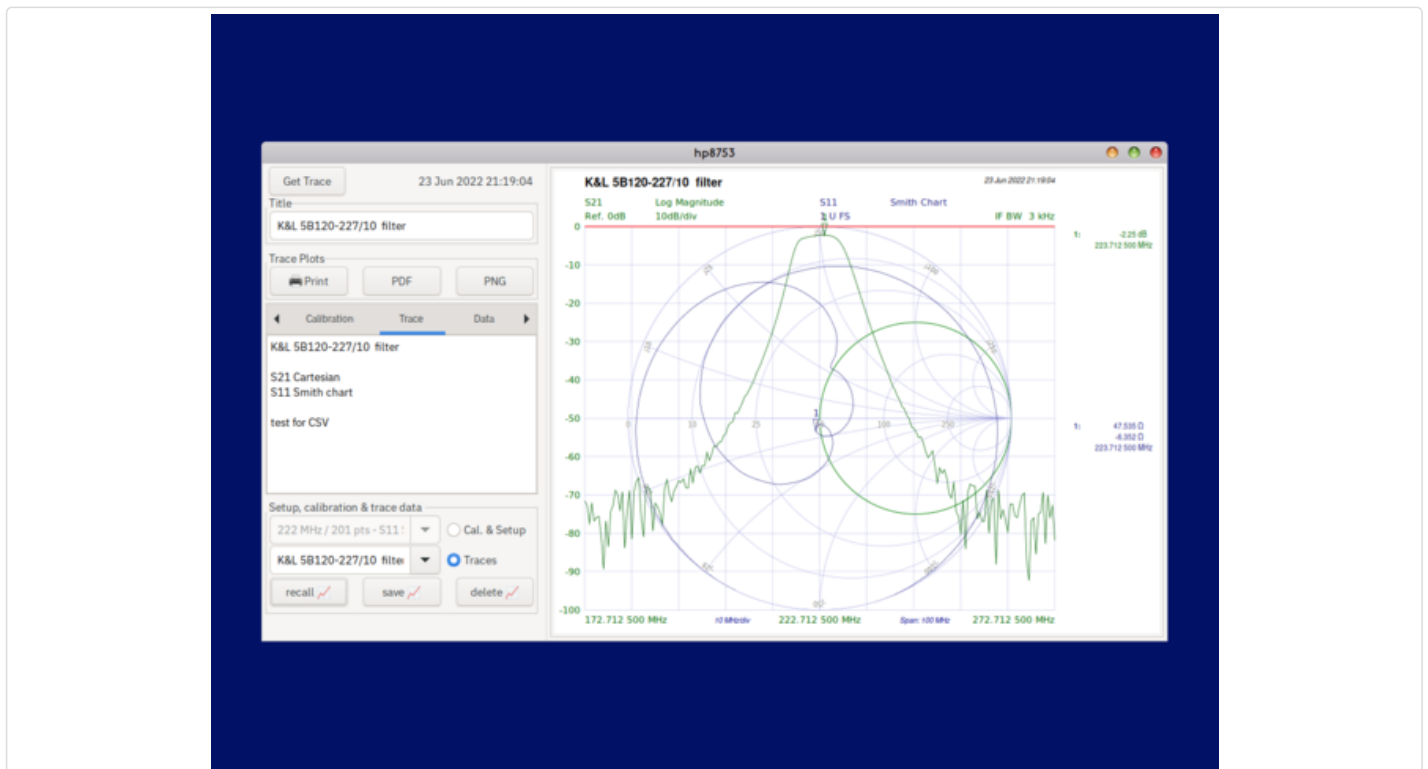 hp8753
Get Trace
23 Jun 2022 21:19:04
Title
K&L 5B120-227/10 filter
Trace Plots
Print
PDF
PNG
Calibration
Trace
Data
K&L 5B120-227/10 filter
S21 Cartesian
S11 Smith chart
test for CSV
Setup, calibration & trace data
222 MHz / 201 pts - S11
Cal. & Setup
K&L 5B120-227/10 filte
Traces
recall
save
delete
K&L 5B120-227/10 filter
23 Jun 2022 21:19:04
S21 Log Magnitude S11 Smith Chart
Ref. 0dB 10dB/div 1 U FS IF BW 3 kHz
0
-10
-20
-30
-40
-50
-60
-70
-80
-90
-100
1: -2.25 dB
223.712 500 MHz
1
0 10 25 100 250
1: 47.535 Ω
-6.352 Ω
223.712 500 MHz
172.712 500 MHz 10 MHz/div 222.712 500 MHz Span: 100 MHz 272.712 500 MHz